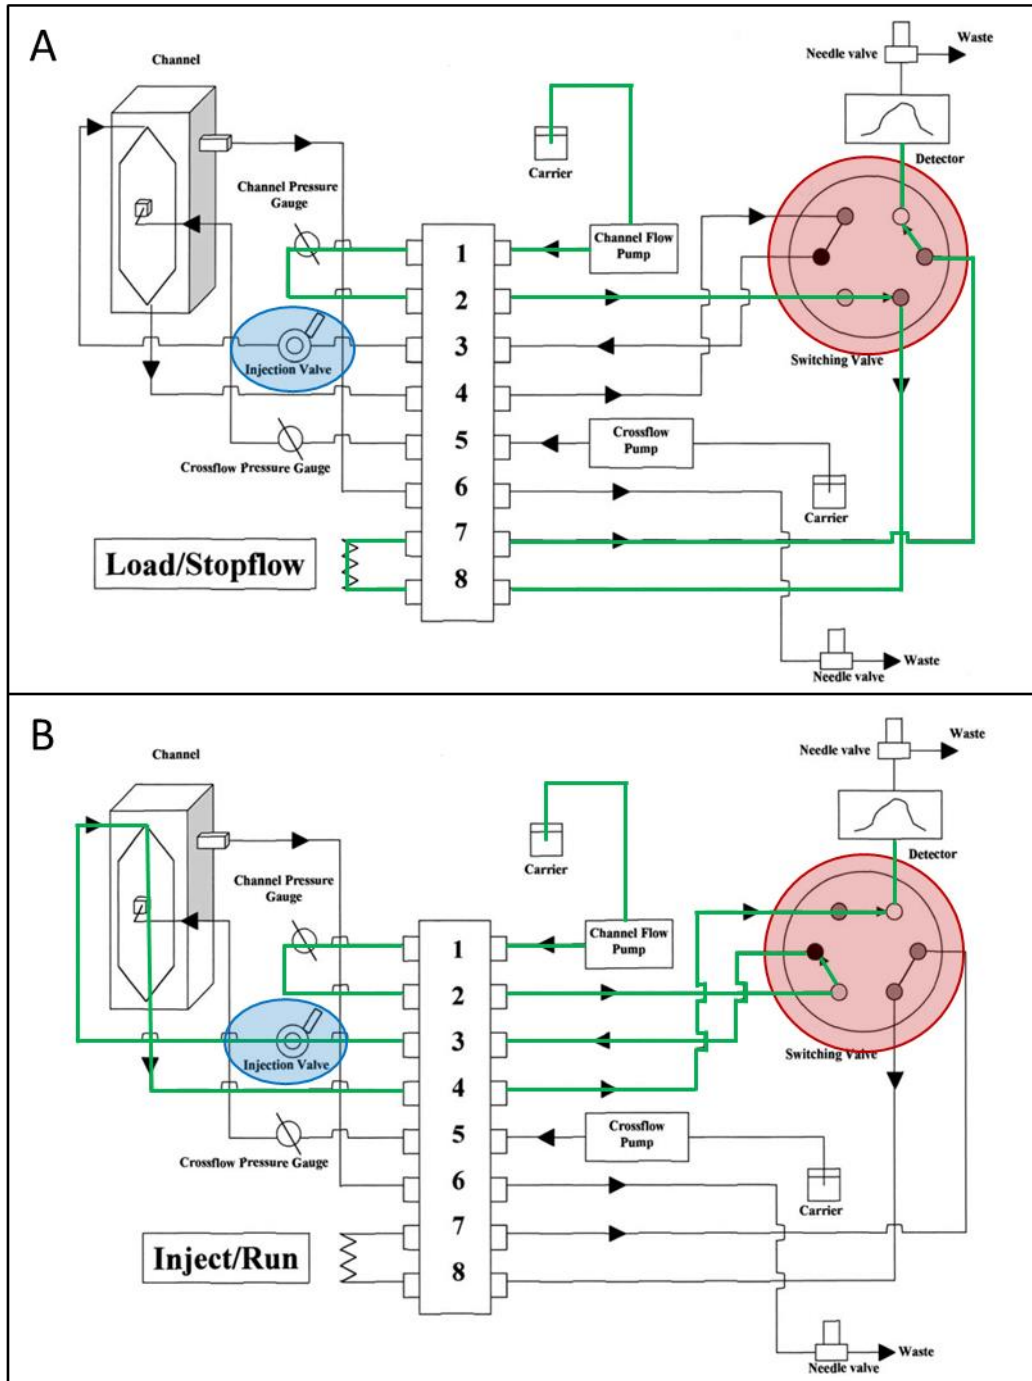 A
Channel
Needle valve
Waste
Detector
Carrier
Channel Pressure
Gauge
Channel Flow
Pump
1
2
3
4
5
6
7
8
Injection Valve
Switching Valve
Crossflow
Pump
Crossflow Pressure Gauge
Carrier
Load/Stopflow
Waste
Needle valve
B
Channel
Needle valve
Waste
Detector
Carrier
Channel Pressure
Gauge
Channel Flow
Pump
1
2
3
4
5
6
7
8
Injection Valve
Switching Valve
Crossflow
Pump
Crossflow Pressure Gauge
Carrier
Inject/Run
Waste
Needle valve